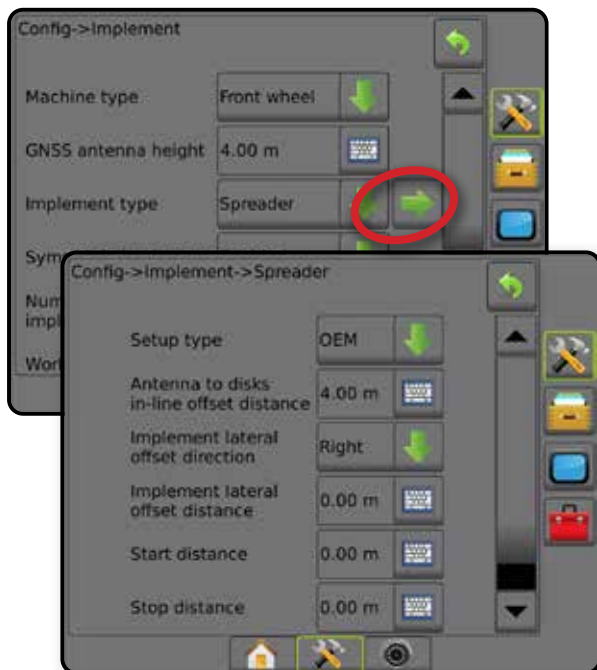 Config->Implement
Machine type Front wheel
GNSS antenna height 4.00 m
Implement type Spreader
Config->Implement->Spreader
Setup type OEM
Antenna to disks
in-line offset distance 4.00 m
Implement lateral
offset direction Right
Implement lateral
offset distance 0.00 m
Start distance 0.00 m
Stop distance 0.00 m